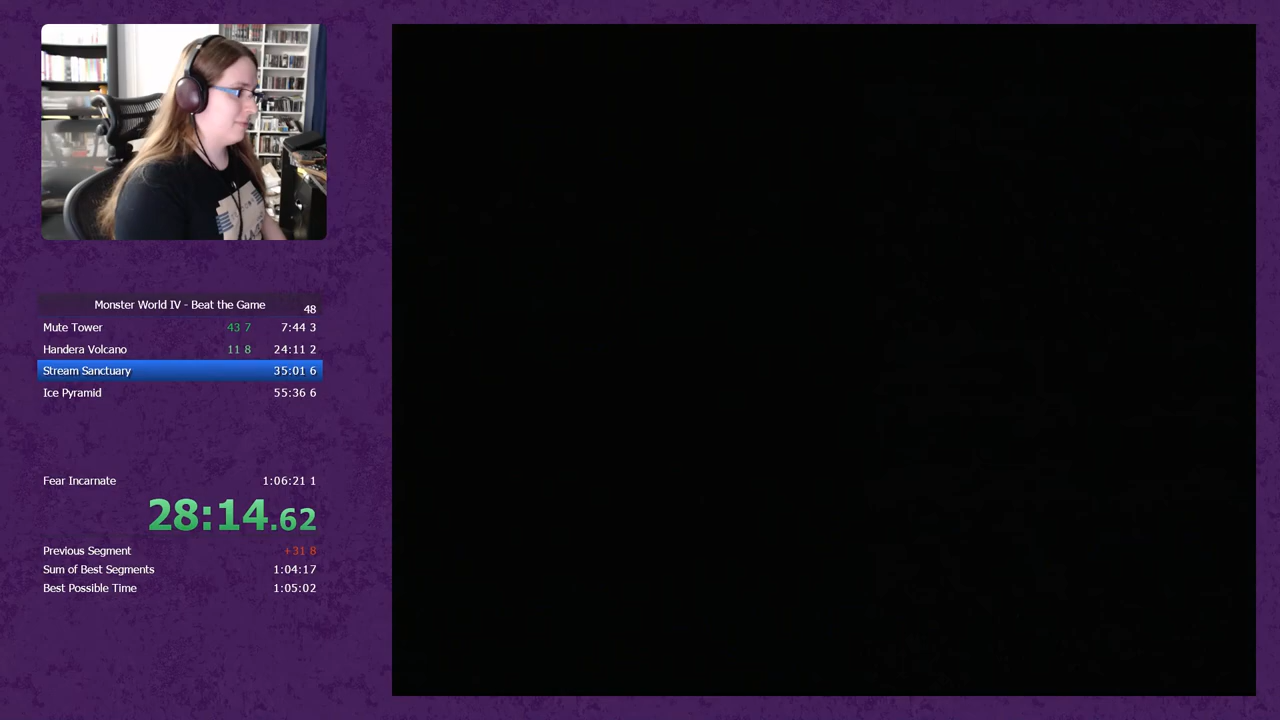 Monster World IV - Beat the Game
48
Mute Tower 43 7 7:44 3
Handera Volcano 11 8 24:11 2
Stream Sanctuary 35:01 6
Ice Pyramid 55:36 6
Fear Incarnate 1:06:21 1
28:14.62
Previous Segment +31 8
Sum of Best Segments 1:04:17
Best Possible Time 1:05:02